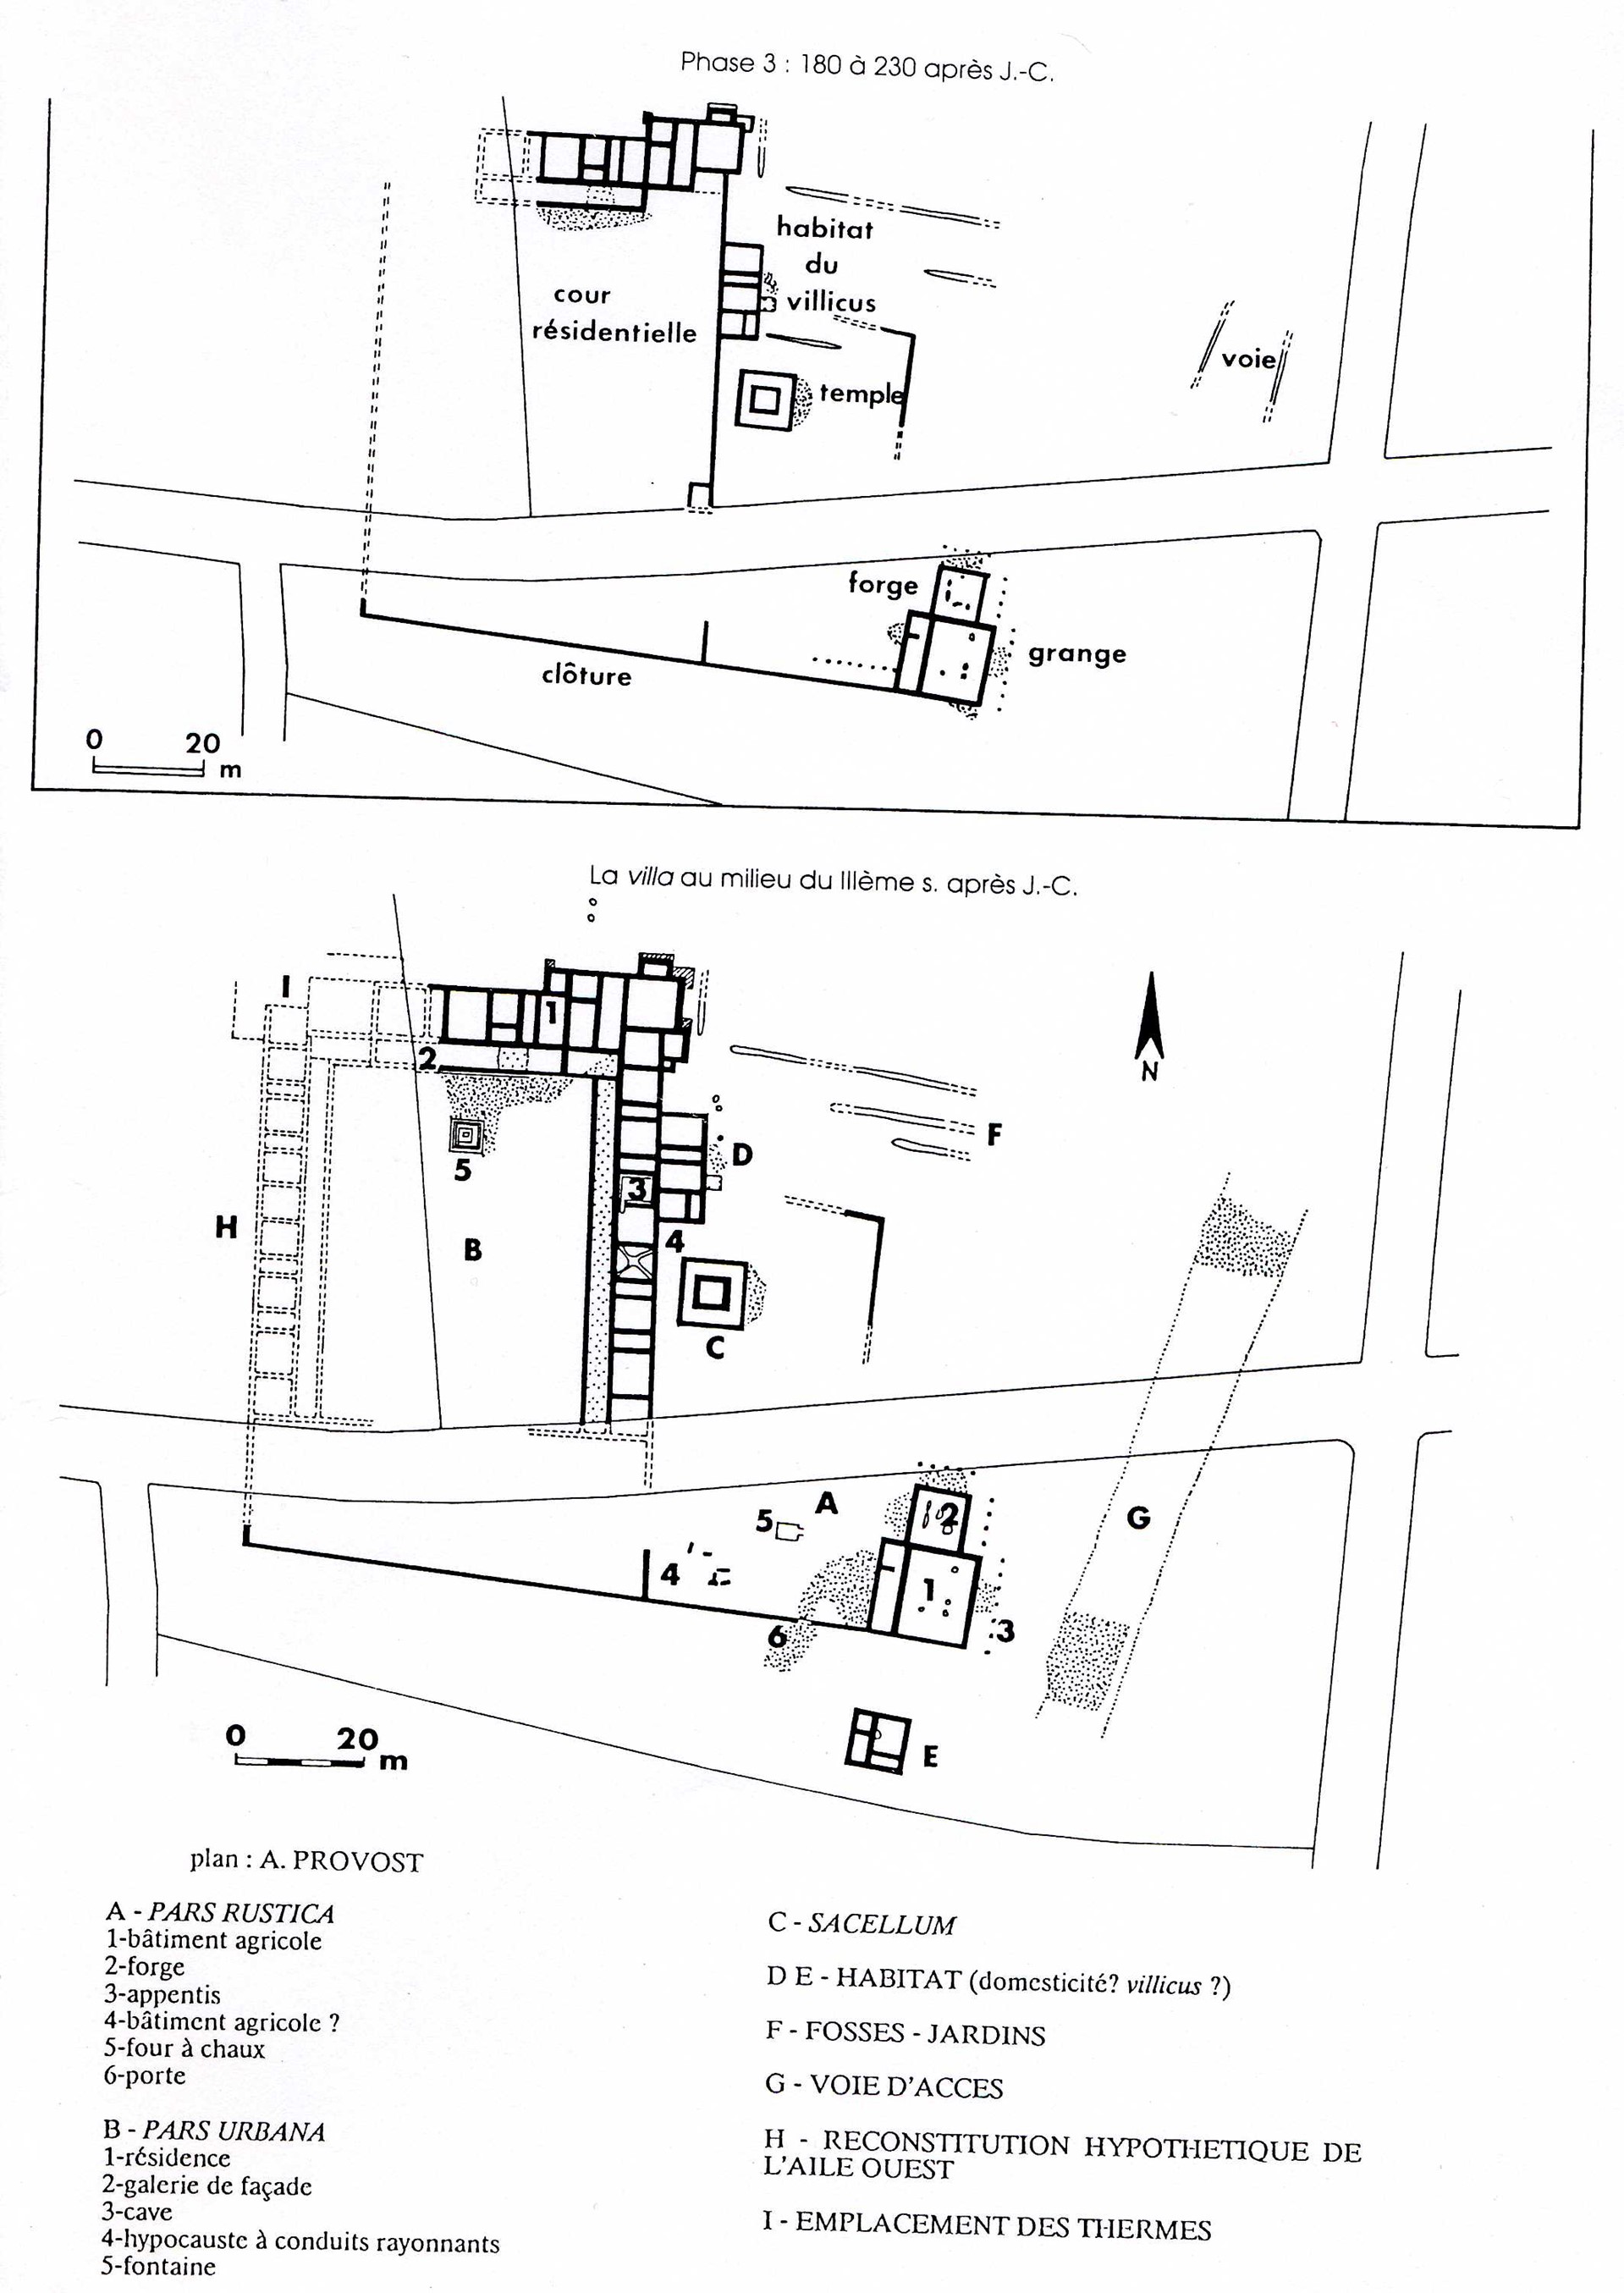 Phase 3 : 180 à 230 après J.-C.
habitat
du
villicus
cour
résidentielle
temple
voie
forge
grange
clôture
0 20
m
La villa au milieu du IIIème s. après J.-C.
I
1
2
N
F
D
5
3
H
B
4
C
A
5
2
G
4
1
3
6
0 20
m
E
plan : A. PROVOST
A - PARS RUSTICA
1-bâtiment agricole
2-forge
3-appentis
4-bâtiment agricole ?
5-four à chaux
6-porte
B - PARS URBANA
1-résidence
2-galerie de façade
3-cave
4-hypocauste à conduits rayonnants
5-fontaine
C - SACELLUM
D E - HABITAT (domesticité? villicus ?)
F - FOSSES - JARDINS
G - VOIE D'ACCES
H - RECONSTITUTION HYPOTHETIQUE DE
L'AILE OUEST
I - EMPLACEMENT DES THERMES